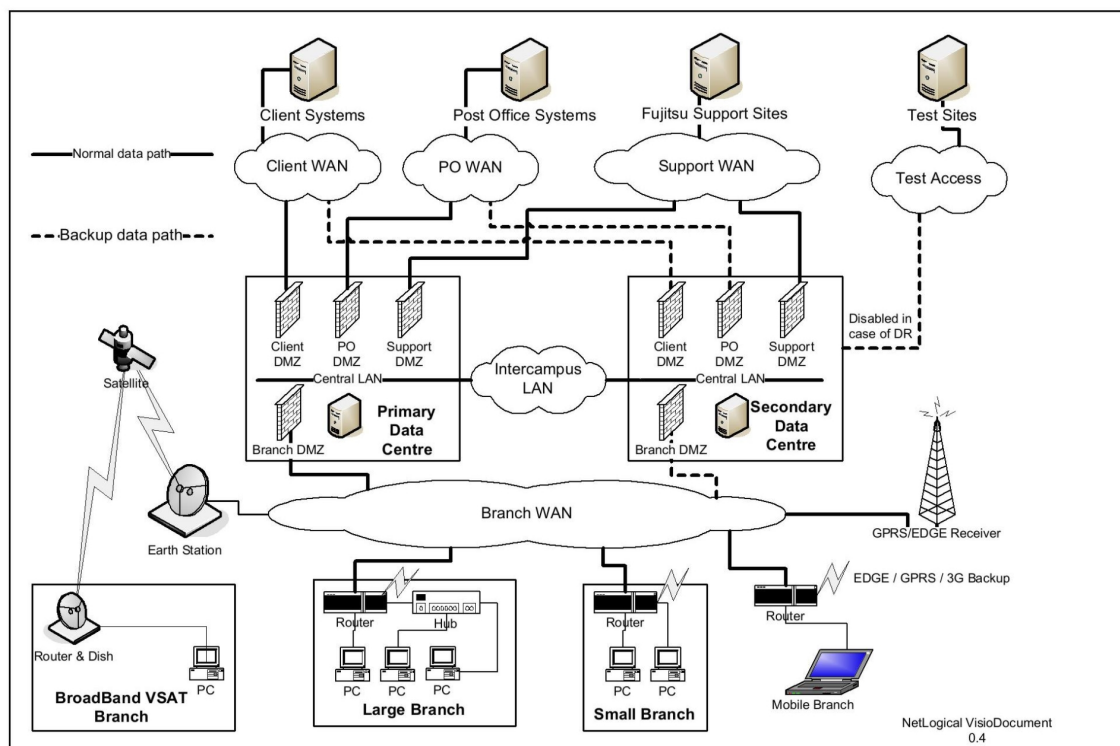 Client Systems
Post Office Systems
Fujitsu Support Sites
Test Sites
Normal data path
Client WAN
PO WAN
Support WAN
Test Access
Backup data path
Client
DMZ
PO
DMZ
Support
DMZ
Client
DMZ
PO
DMZ
Support
DMZ
Disabled in
case of DR
Satellite
Central LAN
Intercampus
LAN
Central LAN
Primary
Data
Centre
Branch DMZ
Secondary
Data
Centre
Branch DMZ
Branch WAN
Earth Station
GPRS/EDGE Receiver
EDGE / GPRS / 3G Backup
Router & Dish
PC
BroadBand VSAT
Branch
Router
Hub
PC
PC
PC
Large Branch
Router
PC
PC
Small Branch
Router
Mobile Branch
NetLogical VisioDocument
0.4